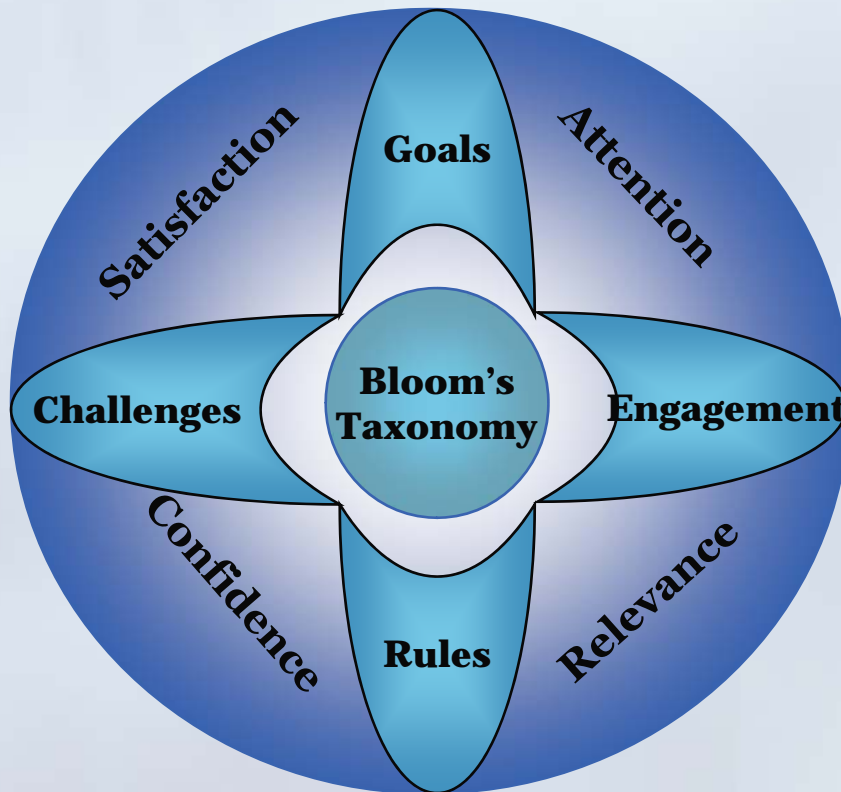 Goals
Satisfaction
Attention
Challenges
Bloom's
Taxonomy
Engagement
Confidence
Relevance
Rules